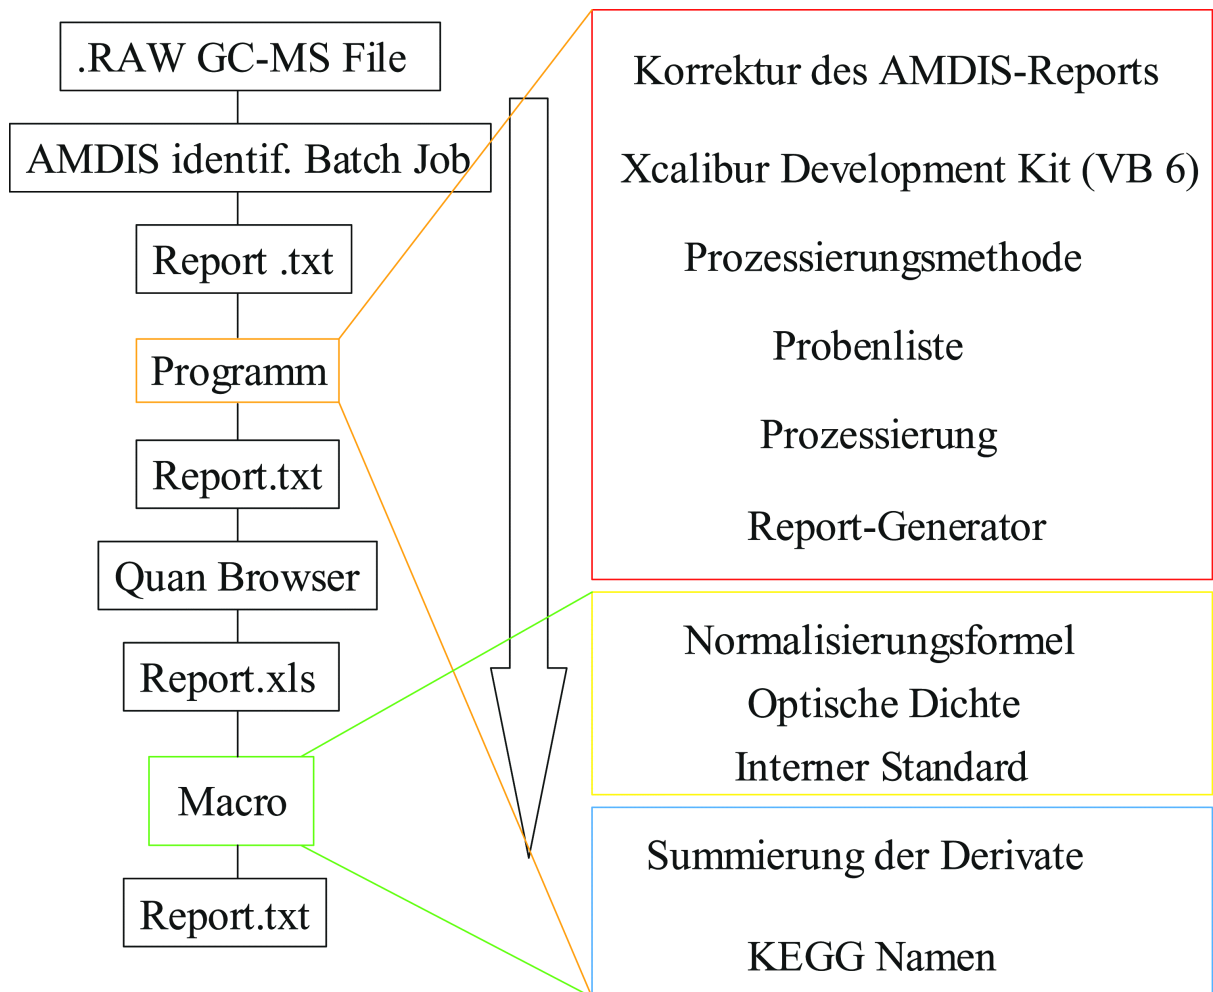 .RAW GC-MS File
AMDIS identif. Batch Job
Report .txt
Programm
Report.txt
Quan Browser
Report.xls
Macro
Report.txt
Korrektur des AMDIS-Reports
Xcalibur Development Kit (VB 6)
Prozessierungsmethode
Probenliste
Prozessierung
Report-Generator
Normalisierungsformel
Optische Dichte
Interner Standard
Summierung der Derivate
KEGG Namen